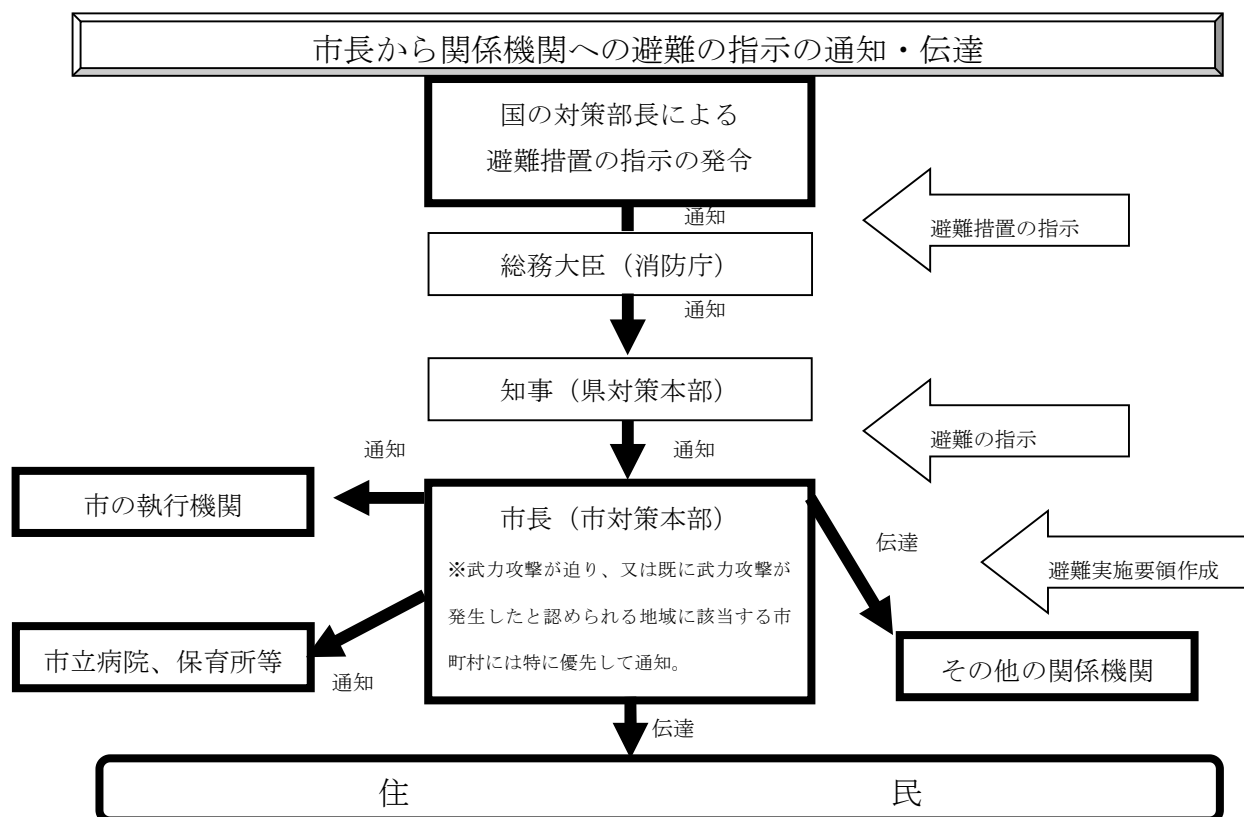 市長から関係機関への避難の指示の通知・伝達
国の対策部長による
避難措置の指示の発令
通知
避難措置の指示
総務大臣（消防庁）
通知
知事（県対策本部）
避難の指示
通知
通知
市の執行機関
市長（市対策本部）
※武力攻撃が迫り、又は既に武力攻撃が
発生したと認められる地域に該当する市
町村には特に優先して通知。
伝達
避難実施要領作成
市立病院、保育所等
通知
その他の関係機関
伝達
住 民